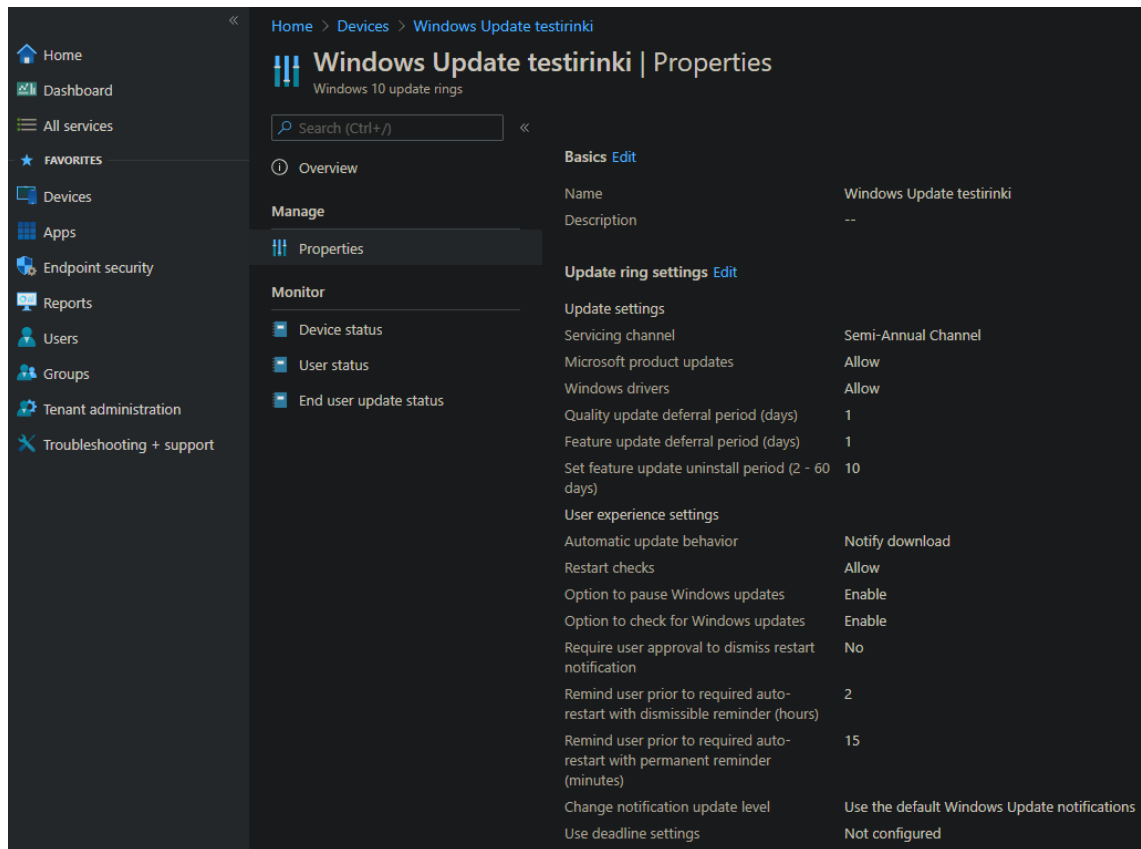 «
Home
Dashboard
All services
FAVORITES
Devices
Apps
Endpoint security
Reports
Users
Groups
Tenant administration
Troubleshooting + support
Home > Devices > Windows Update testirinki
Windows Update testirinki | Properties
Windows 10 update rings
Search (Ctrl+/) «
Overview
Manage
Properties
Monitor
Device status
User status
End user update status
Basics Edit
Name Windows Update testirinki
Description --
Update ring settings Edit
Update settings
Servicing channel Semi-Annual Channel
Microsoft product updates Allow
Windows drivers Allow
Quality update deferral period (days) 1
Feature update deferral period (days) 1
Set feature update uninstall period (2 - 60 10
days)
User experience settings
Automatic update behavior Notify download
Restart checks Allow
Option to pause Windows updates Enable
Option to check for Windows updates Enable
Require user approval to dismiss restart No
notification
Remind user prior to required auto- 2
restart with dismissible reminder (hours)
Remind user prior to required auto- 15
restart with permanent reminder
(minutes)
Change notification update level Use the default Windows Update notifications
Use deadline settings Not configured